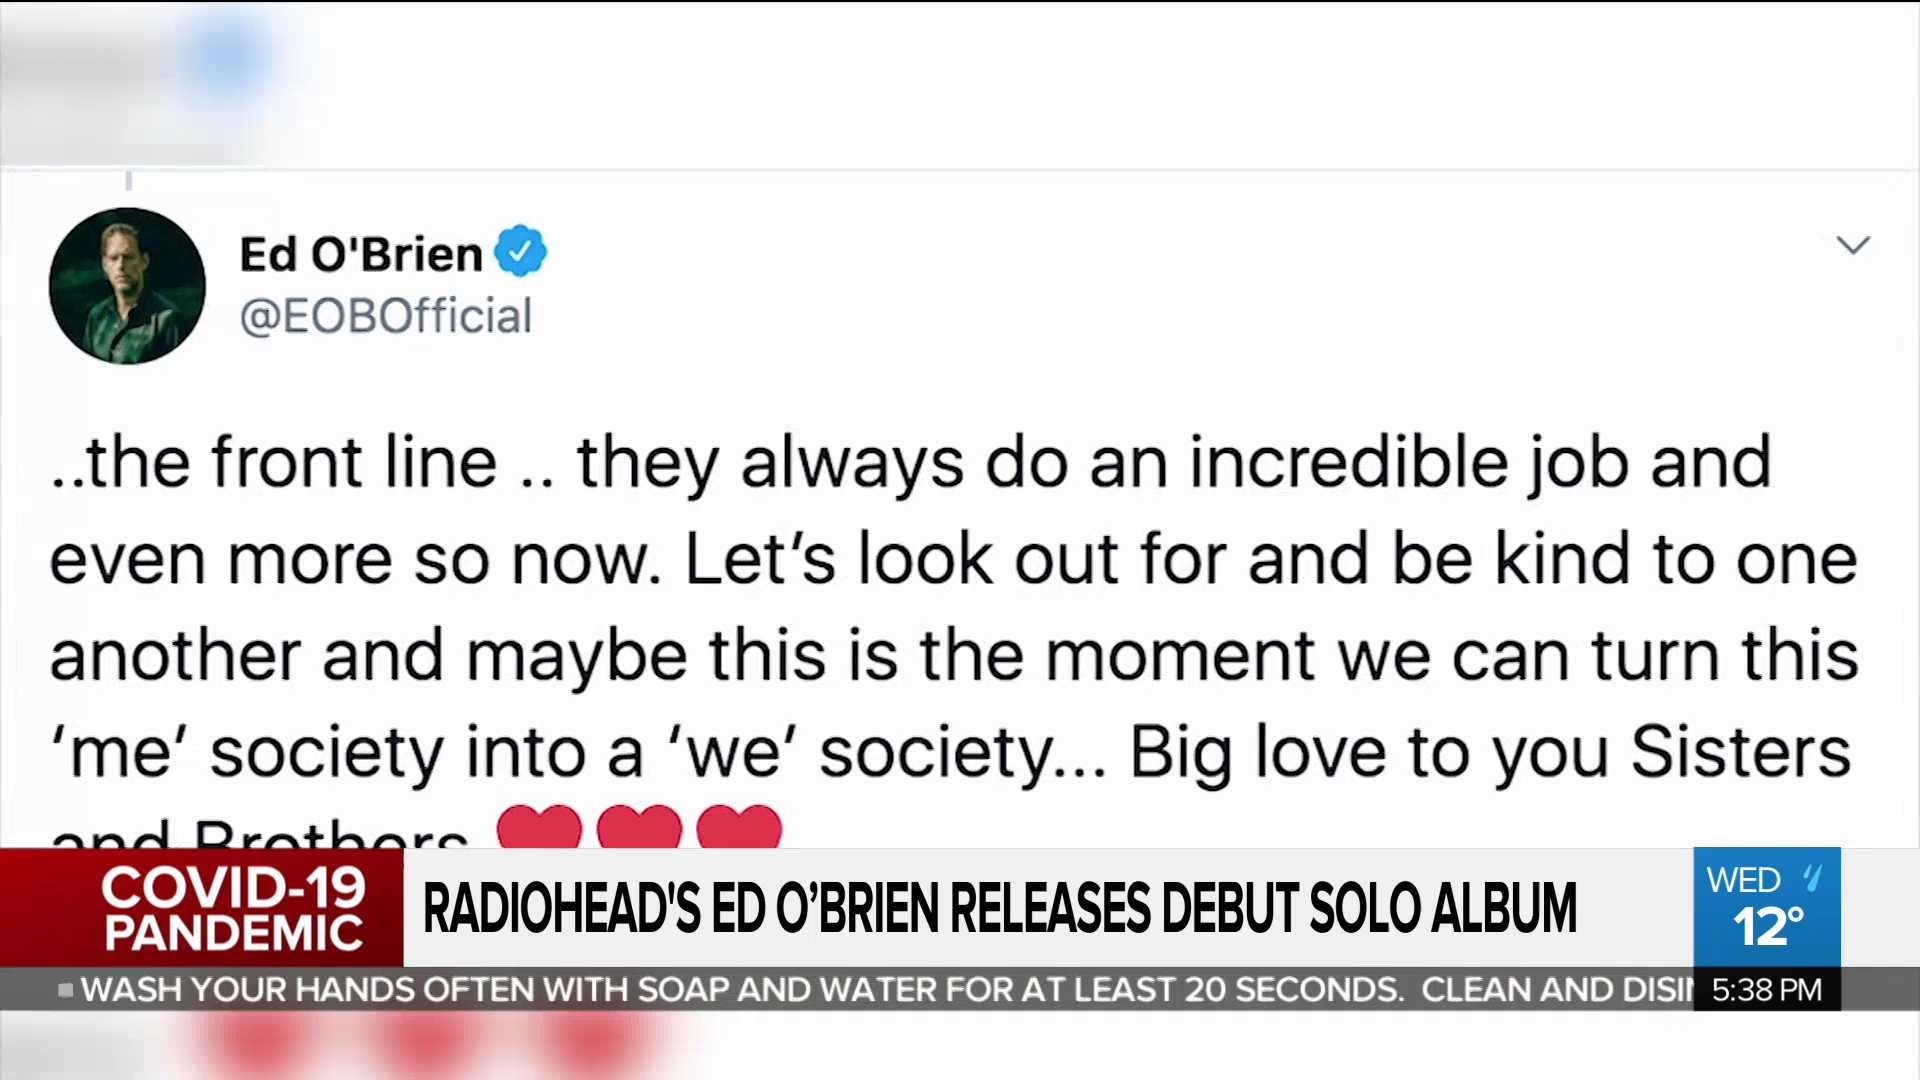 Ed O'Brien
@EOBOfficial
..the front line .. they always do an incredible job and
even more so now. Let’s look out for and be kind to one
another and maybe this is the moment we can turn this
‘me’ society into a ‘we’ society... Big love to you Sisters
and Brothers ❤️❤️❤️
COVID-19
PANDEMIC
RADIOHEAD'S ED O’BRIEN RELEASES DEBUT SOLO ALBUM
WED
12°
WASH YOUR HANDS OFTEN WITH SOAP AND WATER FOR AT LEAST 20 SECONDS. CLEAN AND DISIN
5:38 PM